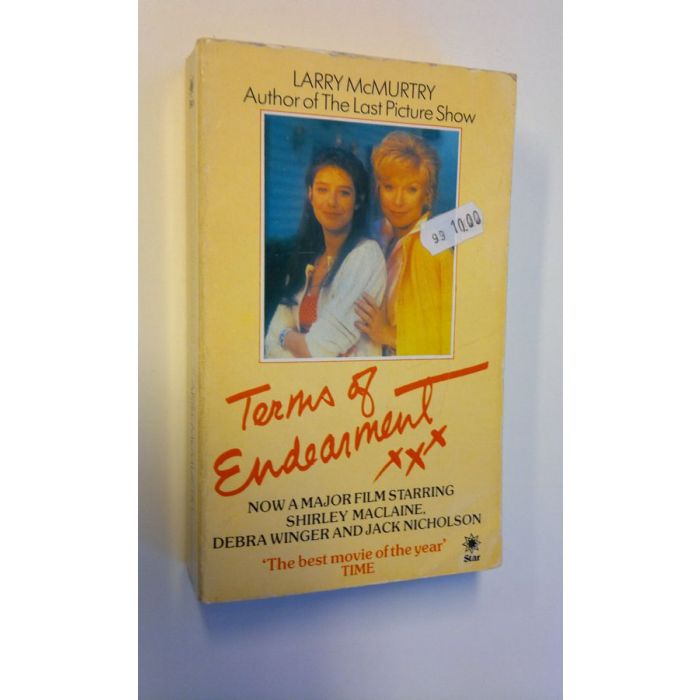 LARRY McMURTRY
Author of The Last Picture Show
93 10.00
Terms of
Endearment
xxx
NOW A MAJOR FILM STARRING
SHIRLEY MACLAINE,
DEBRA WINGER AND JACK NICHOLSON
'The best movie of the year'
TIME
Star